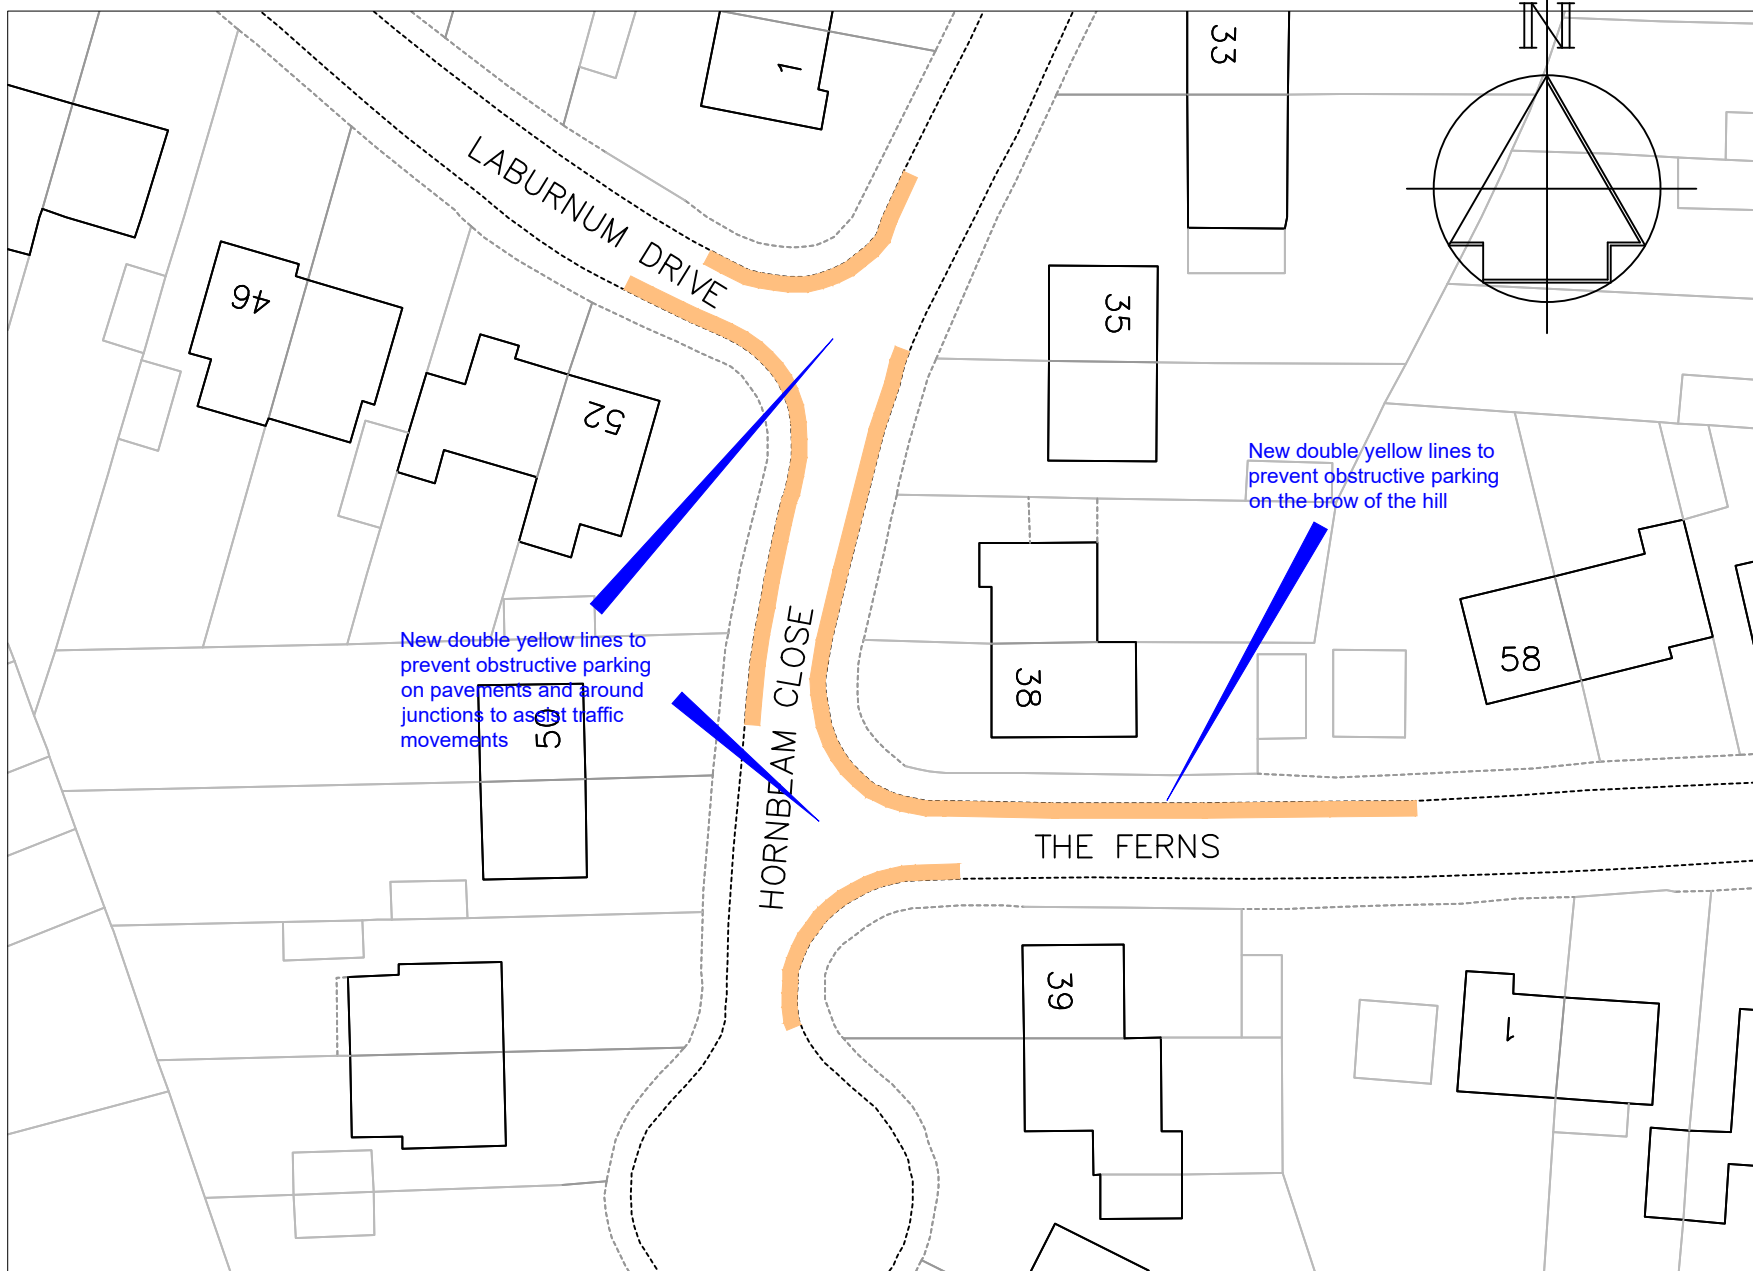 N
1
33
LABURNUM DRIVE
46
35
52
New double yellow lines to
prevent obstructive parking
on the brow of the hill
New double yellow lines to
prevent obstructive parking
on pavements and around
junctions to assist traffic
movements
HORNBEAM CLOSE
38
58
50
THE FERNS
39
1